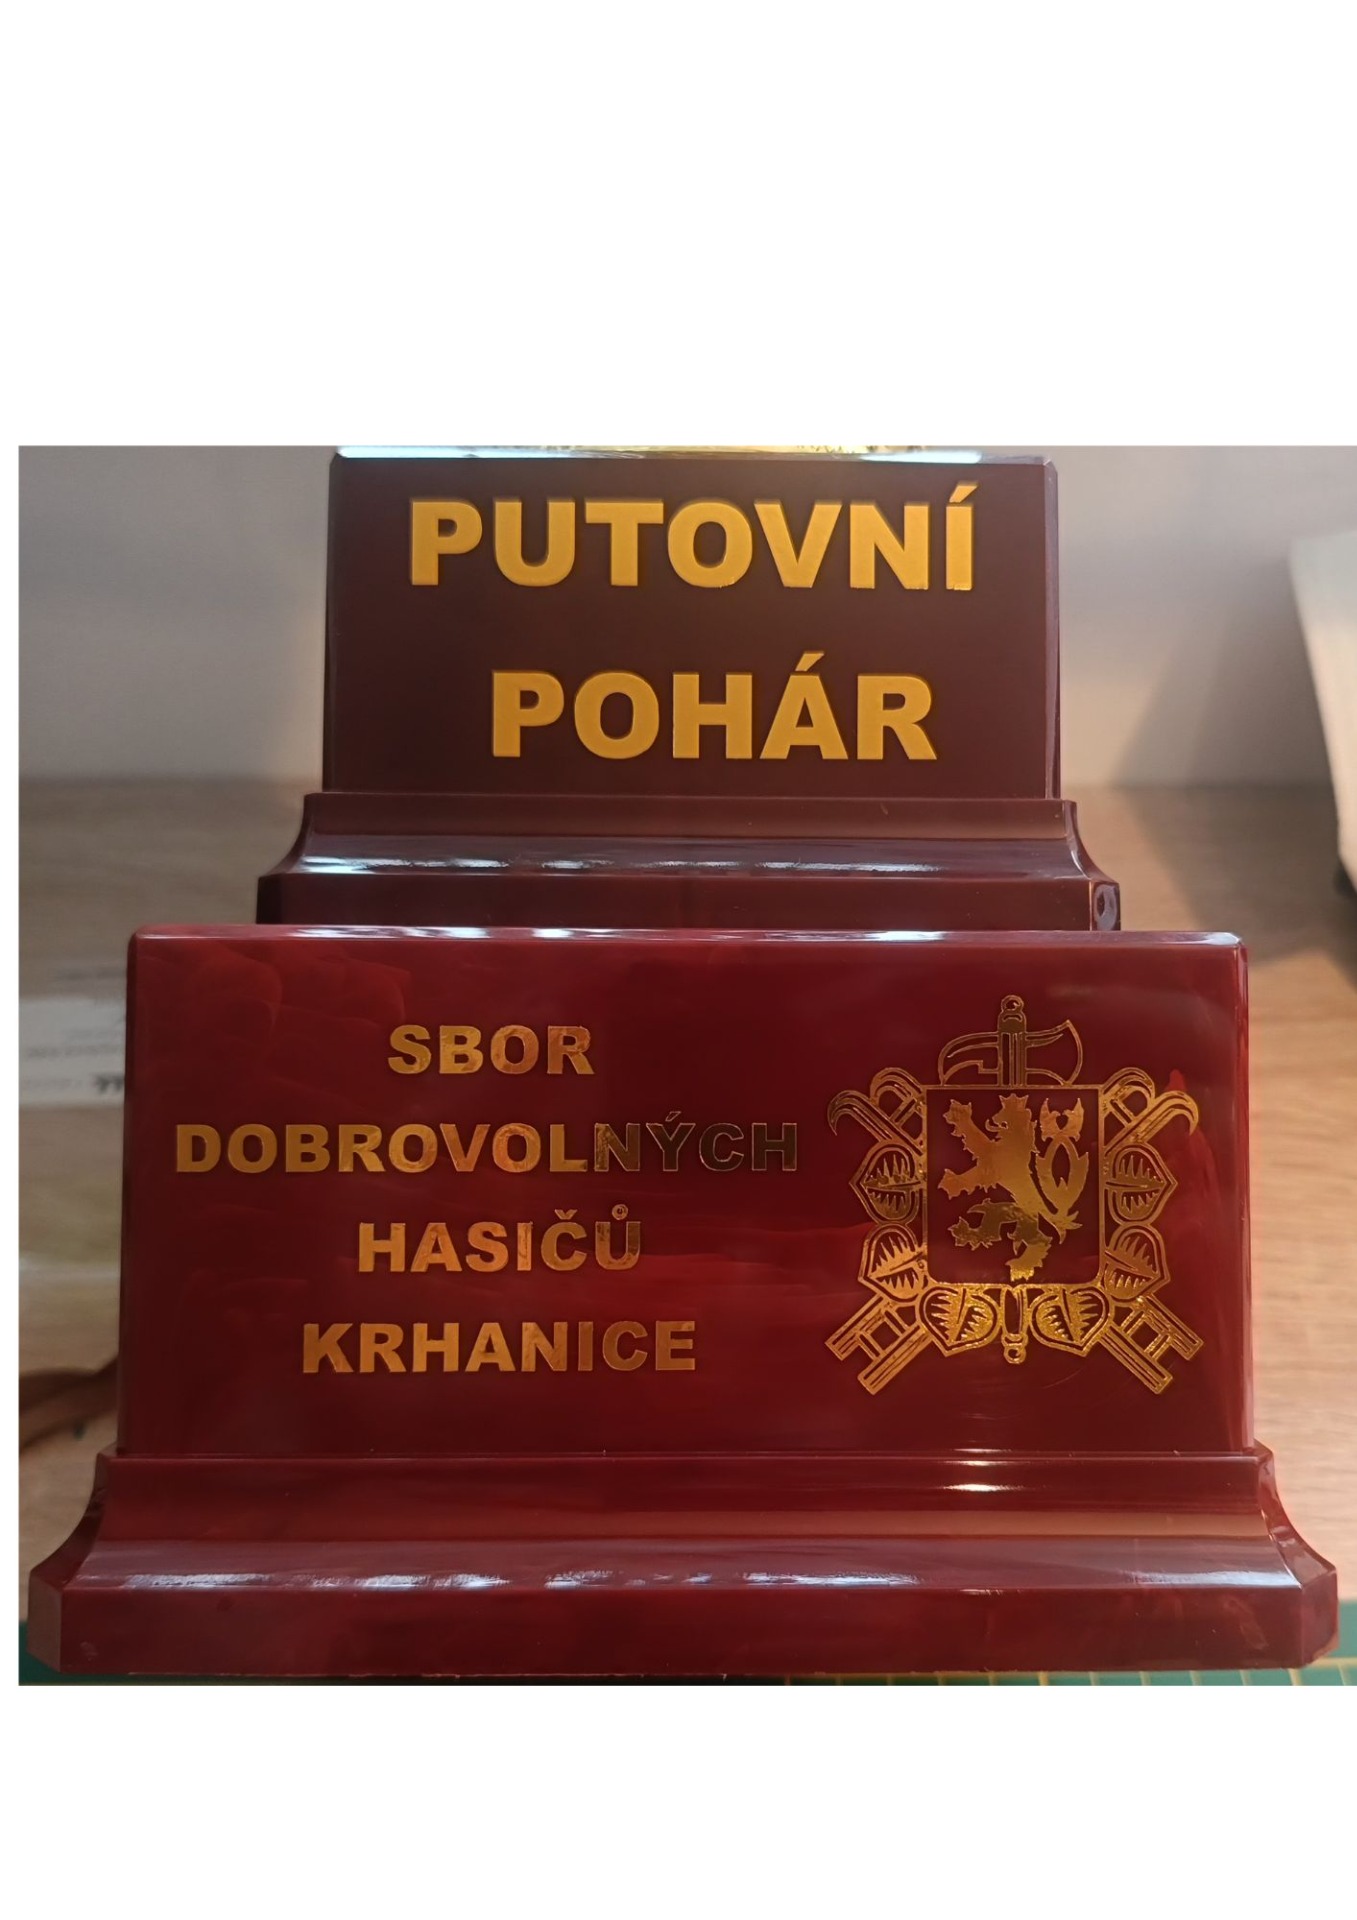 PUTOVNÍ
POHÁR
SBOR
DOBROVOLNÝCH
HASIČŮ
KRHANICE